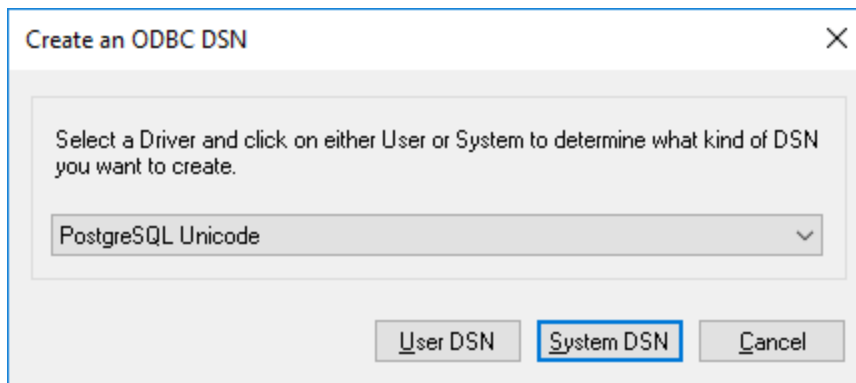 Create an ODBC DSN
Select a Driver and click on either User or System to determine what kind of DSN
you want to create.
PostgreSQL Unicode
User DSN
System DSN
Cancel